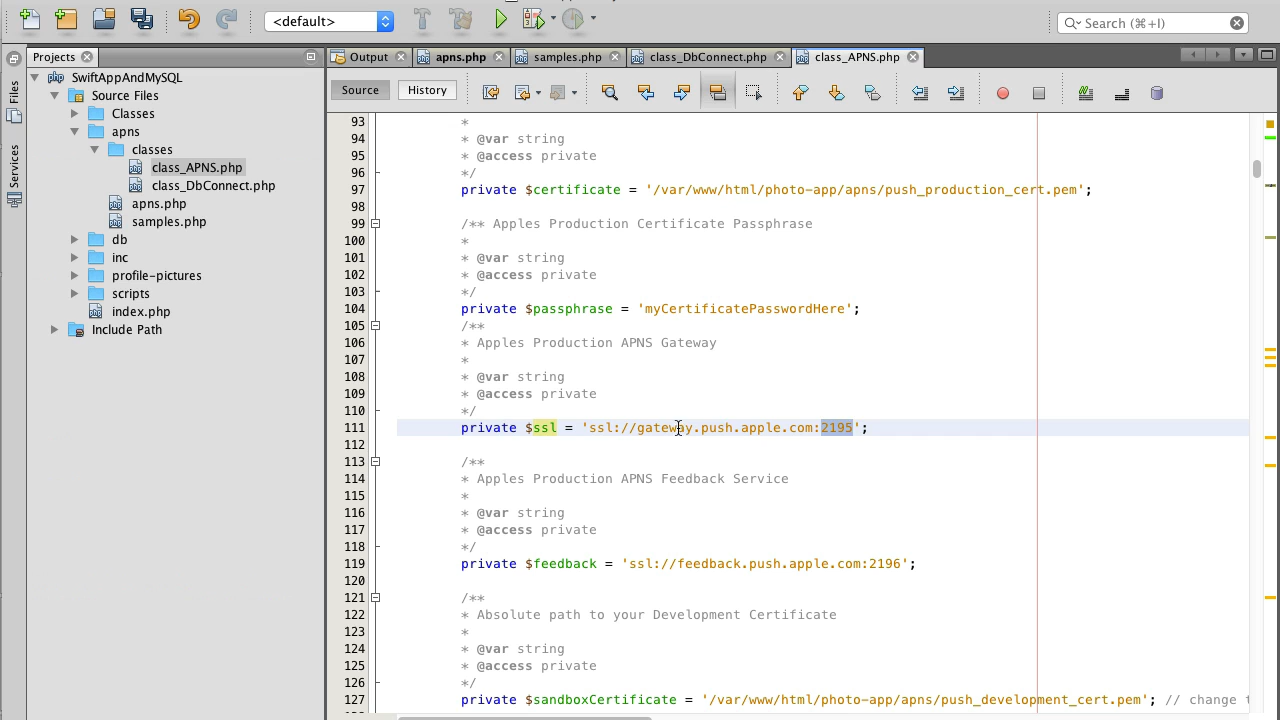 <default>
Search (⌘+I)
Projects
Output
apns.php
samples.php
class_DbConnect.php
class_APNS.php
Files
Services
SwiftAppAndMySQL
Source Files
Classes
apns
classes
class_APNS.php
class_DbConnect.php
apns.php
samples.php
db
inc
profile-pictures
scripts
index.php
Include Path
Source
History
93 *
94 * @var string
95 * @access private
96 */
97 private $certificate = '/var/www/html/photo-app/apns/push_production_cert.pem';
98
99 /** Apples Production Certificate Passphrase
100 *
101 * @var string
102 * @access private
103 */
104 private $passphrase = 'myCertificatePasswordHere';
105 /**
106 * Apples Production APNS Gateway
107 *
108 * @var string
109 * @access private
110 */
111 private $ssl = 'ssl://gateway.push.apple.com:2195';
112
113 /**
114 * Apples Production APNS Feedback Service
115 *
116 * @var string
117 * @access private
118 */
119 private $feedback = 'ssl://feedback.push.apple.com:2196';
120
121 /**
122 * Absolute path to your Development Certificate
123 *
124 * @var string
125 * @access private
126 */
127 private $sandboxCertificate = '/var/www/html/photo-app/apns/push_development_cert.pem'; // change